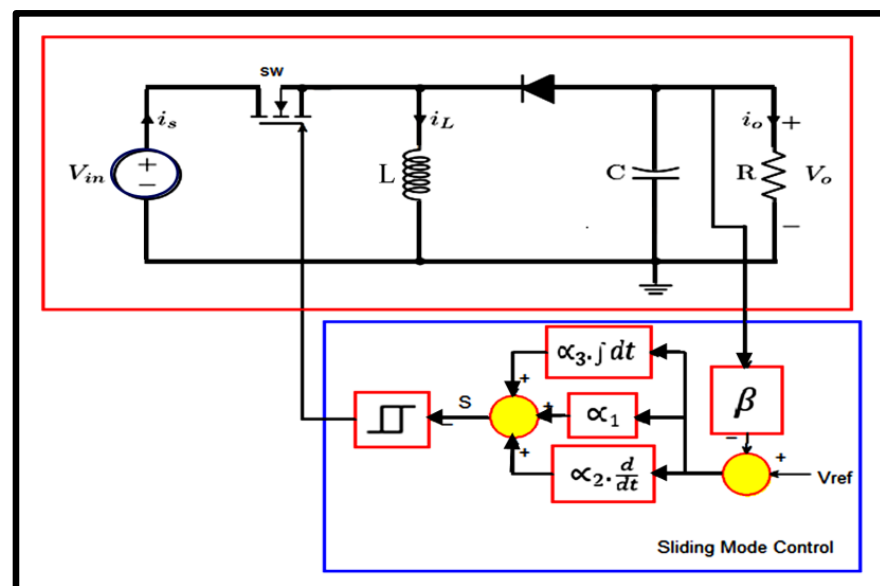 sw
i_s
i_L
i_o
+
V_in
+
−
L
C
R
V_o
−
∝3.∫dt
+
S
−
+
∝1
β
+
−
+
∝2.d/dt
Vref
Sliding Mode Control